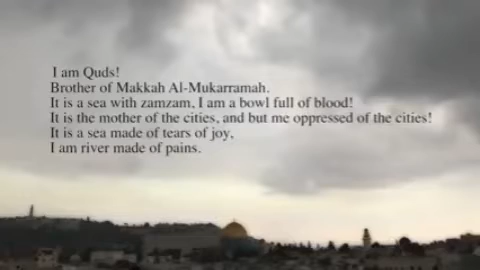 I am Quds!
Brother of Makkah Al-Mukarramah.
It is a sea with zamzam, I am a bowl full of blood!
It is the mother of the cities, and but me oppressed of the cities!
It is a sea made of tears of joy,
I am river made of pains.